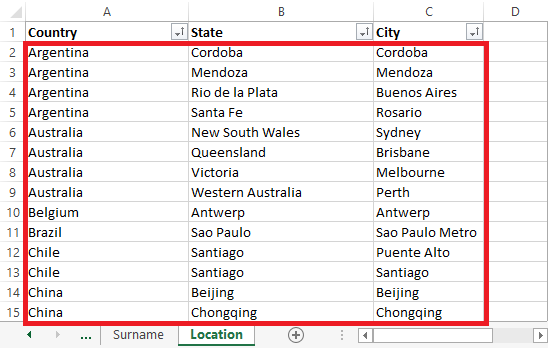 A B C D
1 Country State City
2 Argentina Cordoba Cordoba
3 Argentina Mendoza Mendoza
4 Argentina Rio de la Plata Buenos Aires
5 Argentina Santa Fe Rosario
6 Australia New South Wales Sydney
7 Australia Queensland Brisbane
8 Australia Victoria Melbourne
9 Australia Western Australia Perth
10 Belgium Antwerp Antwerp
11 Brazil Sao Paulo Sao Paulo Metro
12 Chile Santiago Puente Alto
13 Chile Santiago Santiago
14 China Beijing Beijing
15 China Chongqing Chongqing
... Surname Location